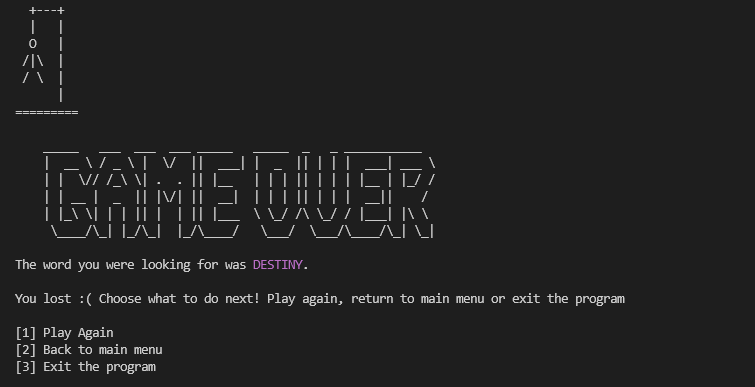 GAME OVER
The word you were looking for was DESTINY.
You lost :( Choose what to do next! Play again, return to main menu or exit the program
[1] Play Again
[2] Back to main menu
[3] Exit the program